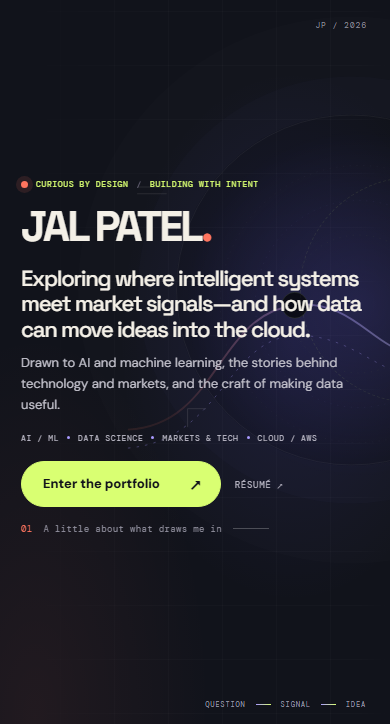 JP / 2026
CURIOUS BY DESIGN / BUILDING WITH INTENT
JAL PATEL.
Exploring where intelligent systems
meet market signals—and how data
can move ideas into the cloud.
Drawn to AI and machine learning, the stories behind
technology and markets, and the craft of making data
useful.
AI / ML • DATA SCIENCE • MARKETS & TECH • CLOUD / AWS
Enter the portfolio ↗ RÉSUMÉ ↗
01 A little about what draws me in
QUESTION — SIGNAL — IDEA